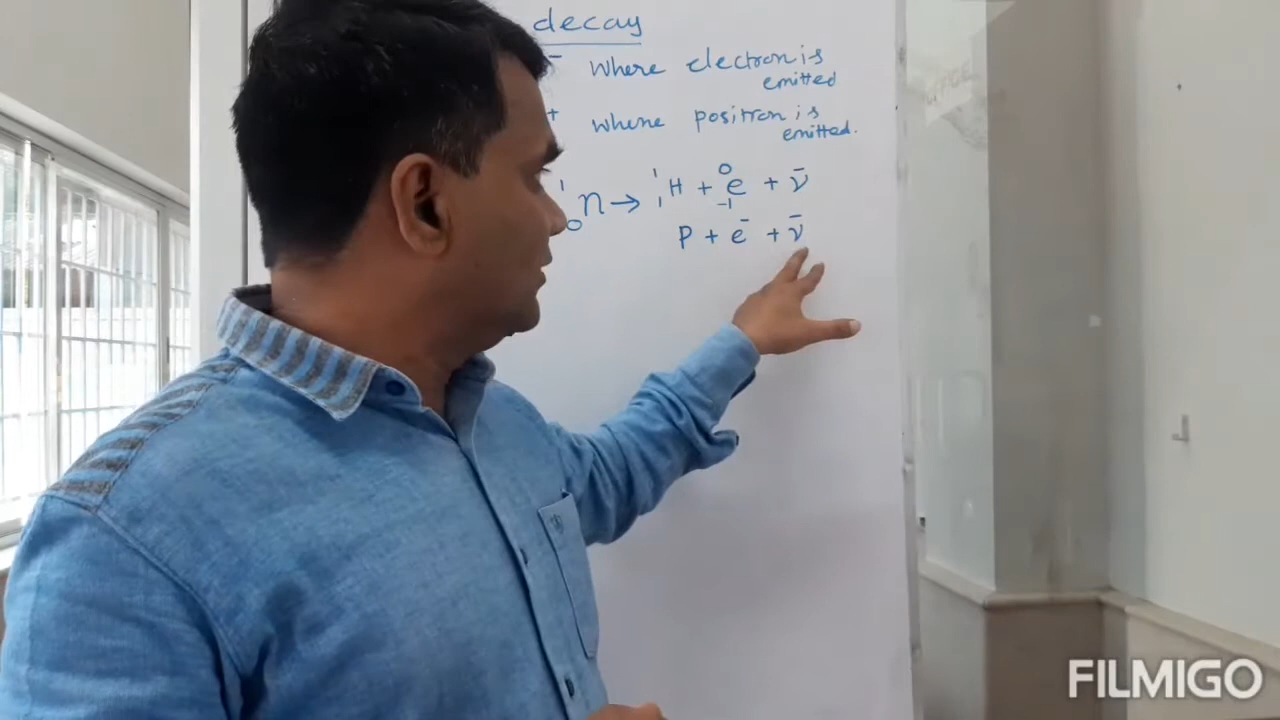 decay
- where electron is
emitted
+ where positron is
emitted.
¹₀n → ¹₁H + ⁰₋₁e + ν̄
P + e⁻ + ν̄
FILMIGO